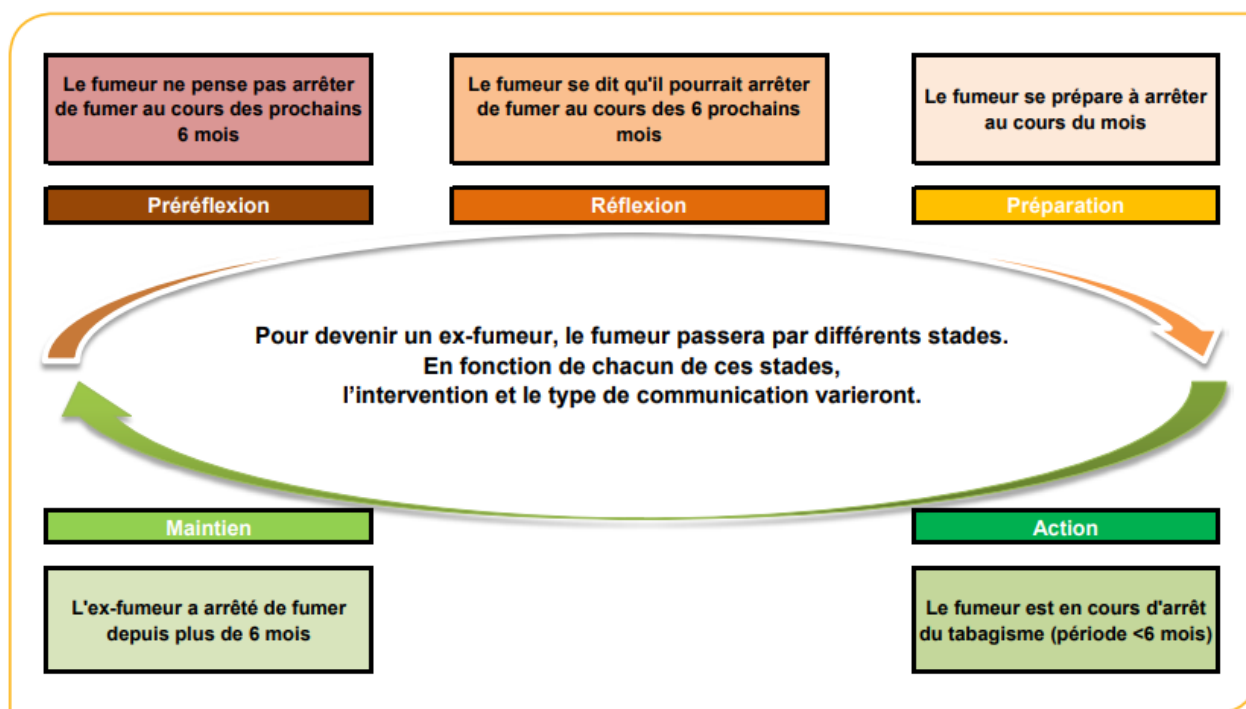 Le fumeur ne pense pas arrêter
de fumer au cours des prochains
6 mois
Le fumeur se dit qu'il pourrait arrêter
de fumer au cours des 6 prochains
mois
Le fumeur se prépare à arrêter
au cours du mois
Préréflexion
Réflexion
Préparation
Pour devenir un ex-fumeur, le fumeur passera par différents stades.
En fonction de chacun de ces stades,
l’intervention et le type de communication varieront.
Maintien
Action
L'ex-fumeur a arrêté de fumer
depuis plus de 6 mois
Le fumeur est en cours d'arrêt
du tabagisme (période <6 mois)